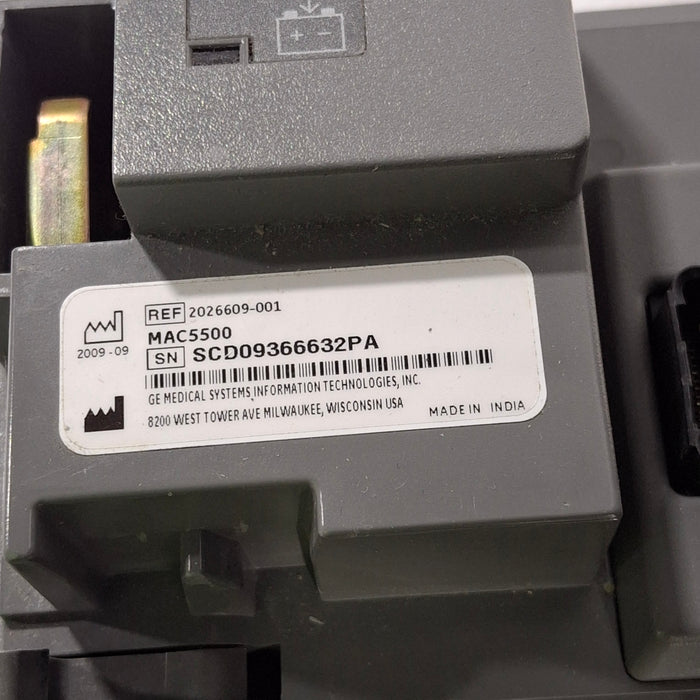 REF 2026609-001
MAC5500
2009-09
SN SCD09366632PA
GE MEDICAL SYSTEMS INFORMATION TECHNOLOGIES, INC.
8200 WEST TOWER AVE MILWAUKEE, WISCONSIN USA
MADE IN INDIA